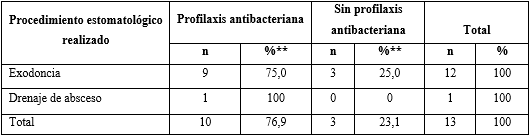 Procedimiento estomatológico realizado Profilaxis antibacteriana Sin profilaxis antibacteriana Total
n %** n %** n %
Exodoncia 9 75,0 3 25,0 12 100
Drenaje de absceso 1 100 0 0 1 100
Total 10 76,9 3 23,1 13 100